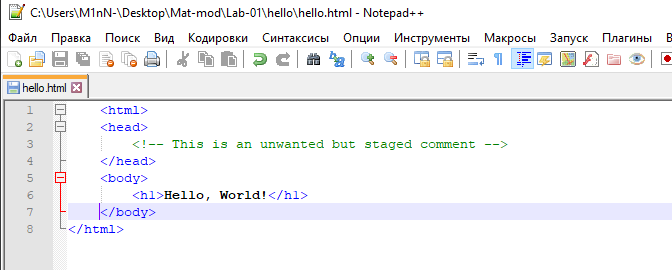 C:\Users\M1nN-\Desktop\Mat-mod\Lab-01\hello\hello.html - Notepad++
Файл Правка Поиск Вид Кодировки Синтаксисы Опции Инструменты Макросы Запуск Плагины В
hello.html
1 <html>
2 <head>
3 <!-- This is an unwanted but staged comment -->
4 </head>
5 <body>
6 <h1>Hello, World!</h1>
7 </body>
8 </html>